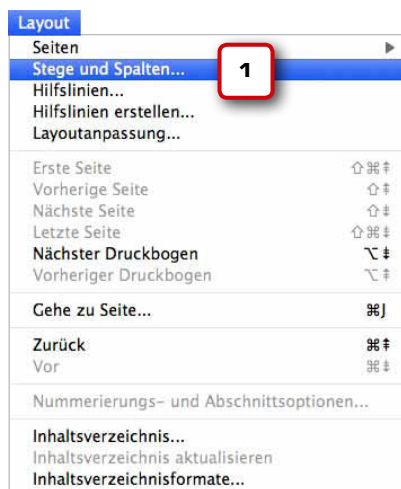 Layout
Seiten ▶
Stege und Spalten... 1
Hilfslinien...
Hilfslinien erstellen...
Layoutanpassung...
Erste Seite ⇧⌘⇞
Vorherige Seite ⇧⇞
Nächste Seite ⇧⇟
Letzte Seite ⇧⌘⇟
Nächster Druckbogen ⌥⇟
Vorheriger Druckbogen ⌥⇞
Gehe zu Seite... ⌘J
Zurück ⌘⇞
Vor ⌘⇟
Nummerierungs- und Abschnittsoptionen...
Inhaltsverzeichnis...
Inhaltsverzeichnis aktualisieren
Inhaltsverzeichnisformate...